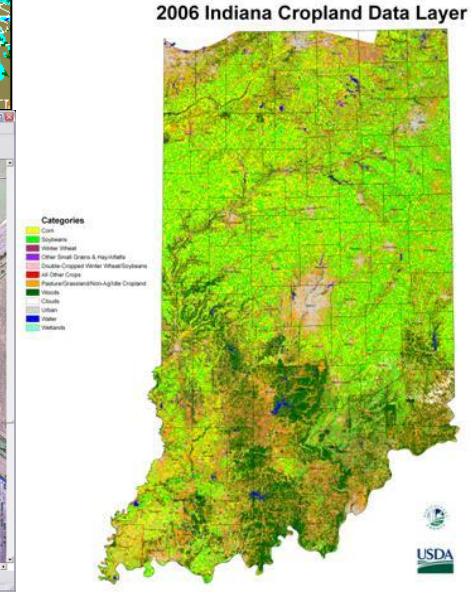 2006 Indiana Cropland Data Layer
Categories
Corn
Soybeans
Winter Wheat
Other Small Grains & Hay/Alfalfa
Double-Cropped Winter Wheat/Soybeans
All Other Crops
Pasture/Grassland/Non-Ag/Idle Cropland
Woods
Clouds
Urban
Water
Wetlands
USDA